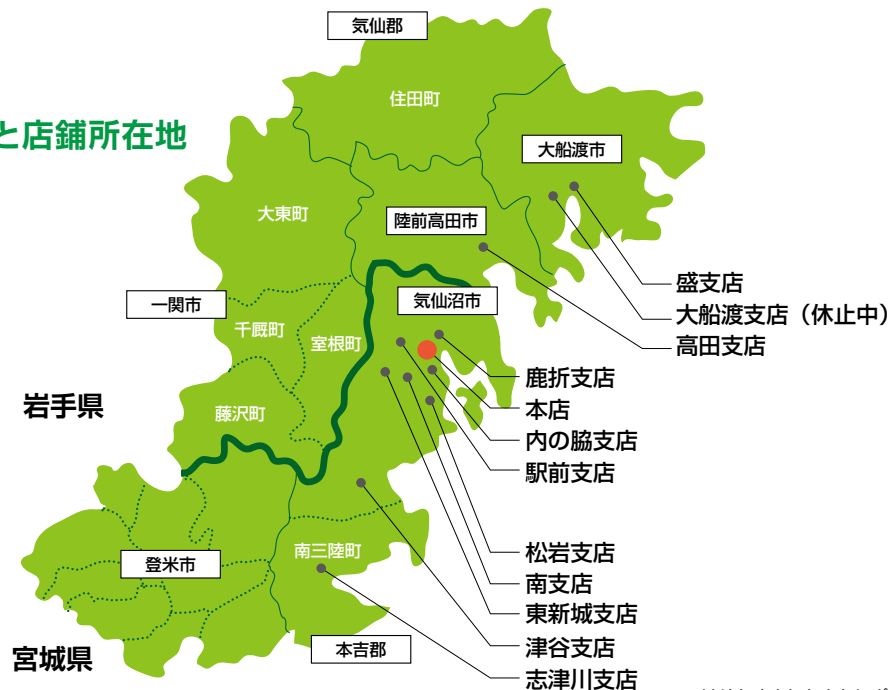 気仙郡
住田町
と店鋪所在地
大船渡市
大東町
陸前高田市
一関市
気仙沼市
千厩町
室根町
藤沢町
岩手県
盛支店
大船渡支店（休止中）
高田支店
鹿折支店
本店
内の脇支店
駅前支店
松岩支店
南支店
東新城支店
津谷支店
志津川支店
南三陸町
登米市
本吉郡
宮城県